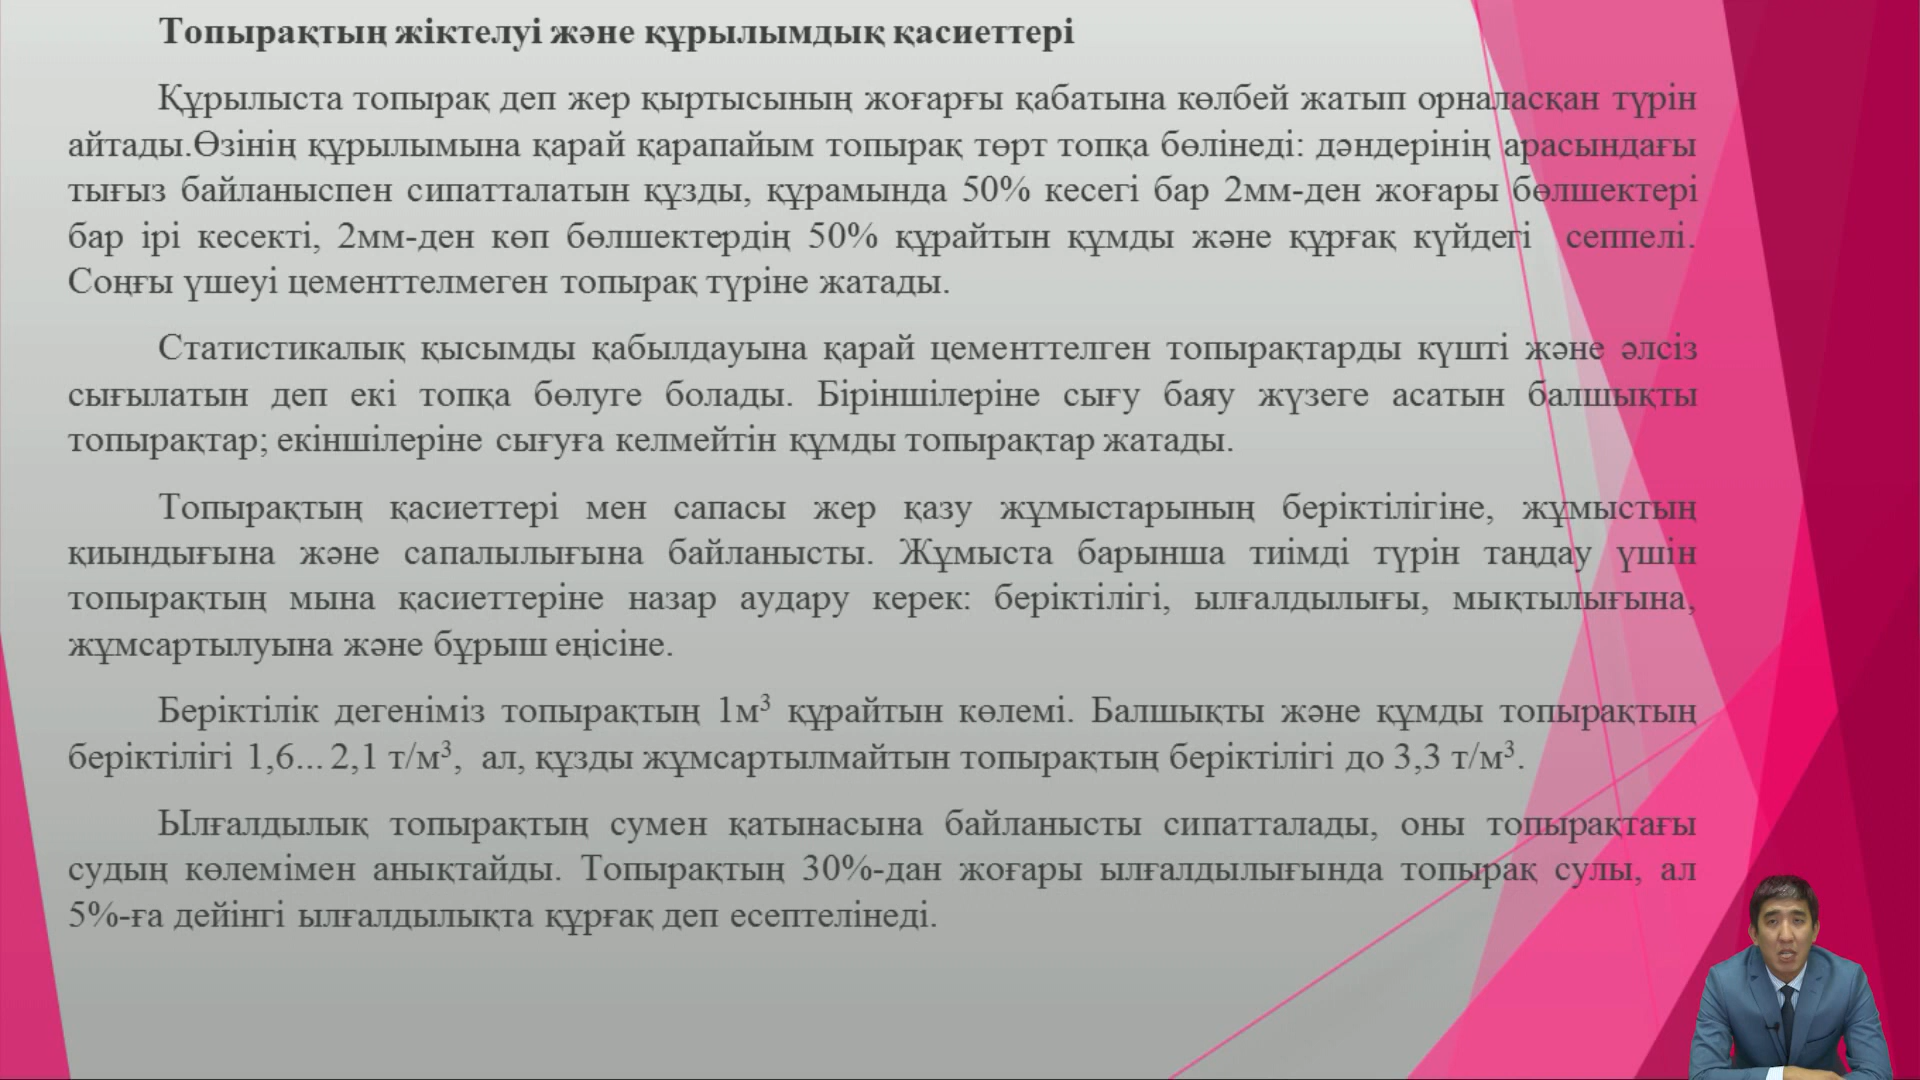 Топырақтың жіктелуі және құрылымдық қасиеттері
Құрылыста топырақ деп жер қыртысының жоғарғы қабатына көлбей жатып орналасқан түрін
айтады.Өзінің құрылымына қарай қарапайым топырақ төрт топқа бөлінеді: дәндерінің арасындағы
тығыз байланыспен сипатталатын құзды, құрамында 50% кесегі бар 2мм-ден жоғары бөлшектері
бар ірі кесекті, 2мм-ден көп бөлшектердің 50% құрайтын құмды және құрғақ күйдегі сеппелі.
Соңғы үшеуі цементтелмеген топырақ түріне жатады.
Статистикалық қысымды қабылдауына қарай цементтелген топырақтарды күшті және әлсіз
сығылатын деп екі топқа бөлуге болады. Біріншілеріне сығу баяу жүзеге асатын балшықты
топырақтар; екіншілеріне сығуға келмейтін құмды топырақтар жатады.
Топырақтың қасиеттері мен сапасы жер қазу жұмыстарының беріктілігіне, жұмыстың
қиындығына және сапалылығына байланысты. Жұмыста барынша тиімді түрін таңдау үшін
топырақтың мына қасиеттеріне назар аудару керек: беріктілігі, ылғалдылығы, мықтылығына,
жұмсартылуына және бұрыш еңісіне.
Беріктілік дегеніміз топырақтың 1м³ құрайтын көлемі. Балшықты және құмды топырақтың
беріктілігі 1,6... 2,1 т/м³, ал, құзды жұмсартылмайтын топырақтың беріктілігі до 3,3 т/м³.
Ылғалдылық топырақтың сумен қатынасына байланысты сипатталады, оны топырақтағы
судың көлемімен анықтайды. Топырақтың 30%-дан жоғары ылғалдылығында топырақ сулы, ал
5%-ға дейінгі ылғалдылықта құрғақ деп есептелінеді.